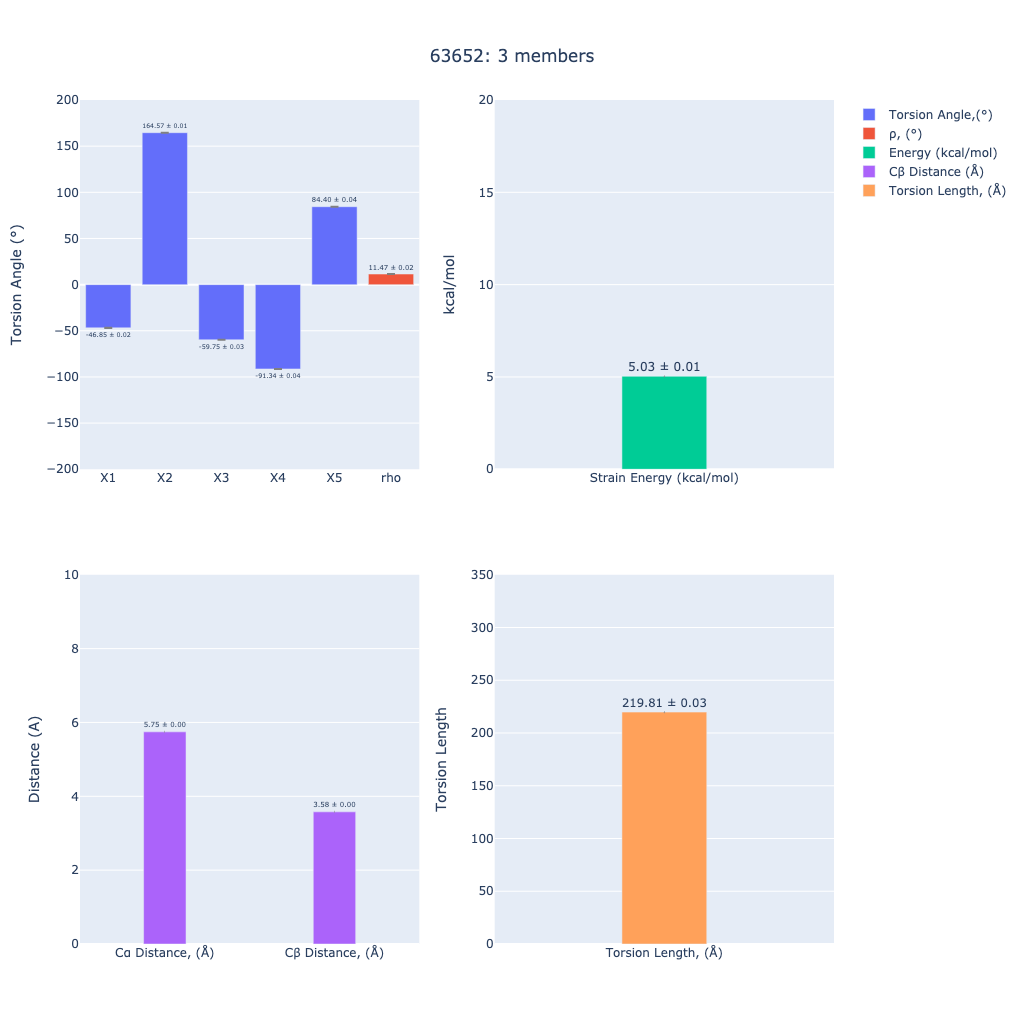 63652: 3 members
Torsion Angle (°)
200
150
100
50
0
−50
−100
−150
−200
164.57 ± 0.01
84.40 ± 0.04
11.47 ± 0.02
-46.85 ± 0.02
-59.75 ± 0.03
-91.34 ± 0.04
X1 X2 X3 X4 X5 rho
kcal/mol
20
15
10
5
0
5.03 ± 0.01
Strain Energy (kcal/mol)
Torsion Angle,(°)
ρ, (°)
Energy (kcal/mol)
Cβ Distance (Å)
Torsion Length, (Å)
Distance (A)
10
8
6
4
2
0
5.75 ± 0.00
3.58 ± 0.00
Cα Distance, (Å) Cβ Distance, (Å)
Torsion Length
350
300
250
200
150
100
50
0
219.81 ± 0.03
Torsion Length, (Å)